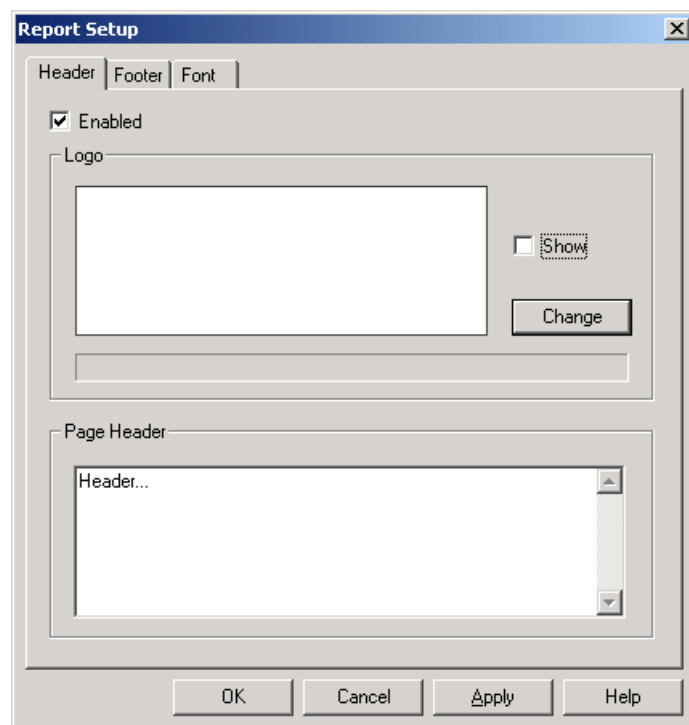 Report Setup
Header Footer Font
Enabled
Logo
Show
Change
Page Header
Header...
OK Cancel Apply Help